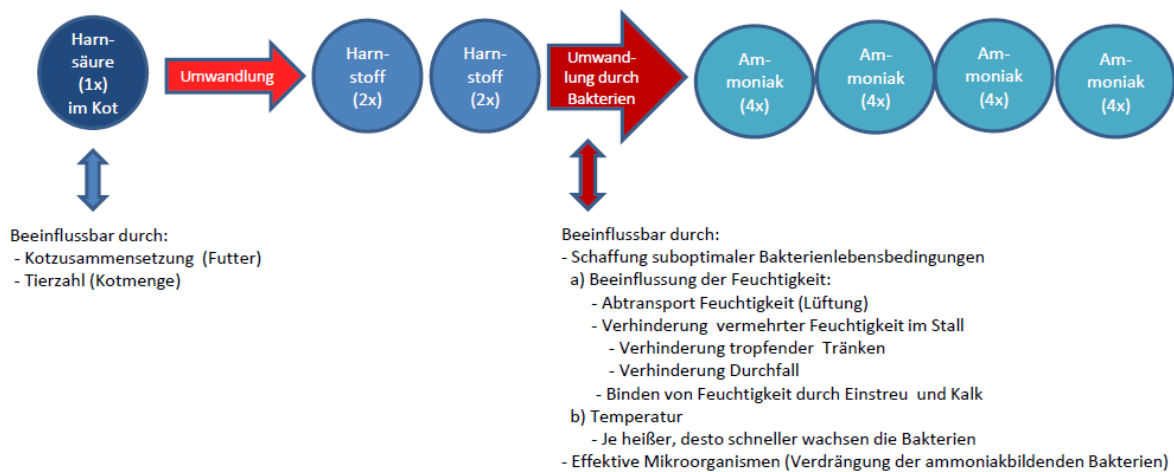 Harn-
säure
(1x)
im Kot
Umwandlung
Harn-
stoff
(2x)
Harn-
stoff
(2x)
Umwand-
lung durch
Bakterien
Am-
moniak
(4x)
Am-
moniak
(4x)
Am-
moniak
(4x)
Am-
moniak
(4x)
Beeinflussbar durch:
- Kotzusammensetzung (Futter)
- Tierzahl (Kotmenge)
Beeinflussbar durch:
- Schaffung suboptimaler Bakterienlebensbedingungen
a) Beeinflussung der Feuchtigkeit:
- Abtransport Feuchtigkeit (Lüftung)
- Verhinderung vermehrter Feuchtigkeit im Stall
- Verhinderung tropfender Tränken
- Verhinderung Durchfall
- Binden von Feuchtigkeit durch Einstreu und Kalk
b) Temperatur
- Je heißer, desto schneller wachsen die Bakterien
- Effektive Mikroorganismen (Verdrängung der ammoniakbildenden Bakterien)